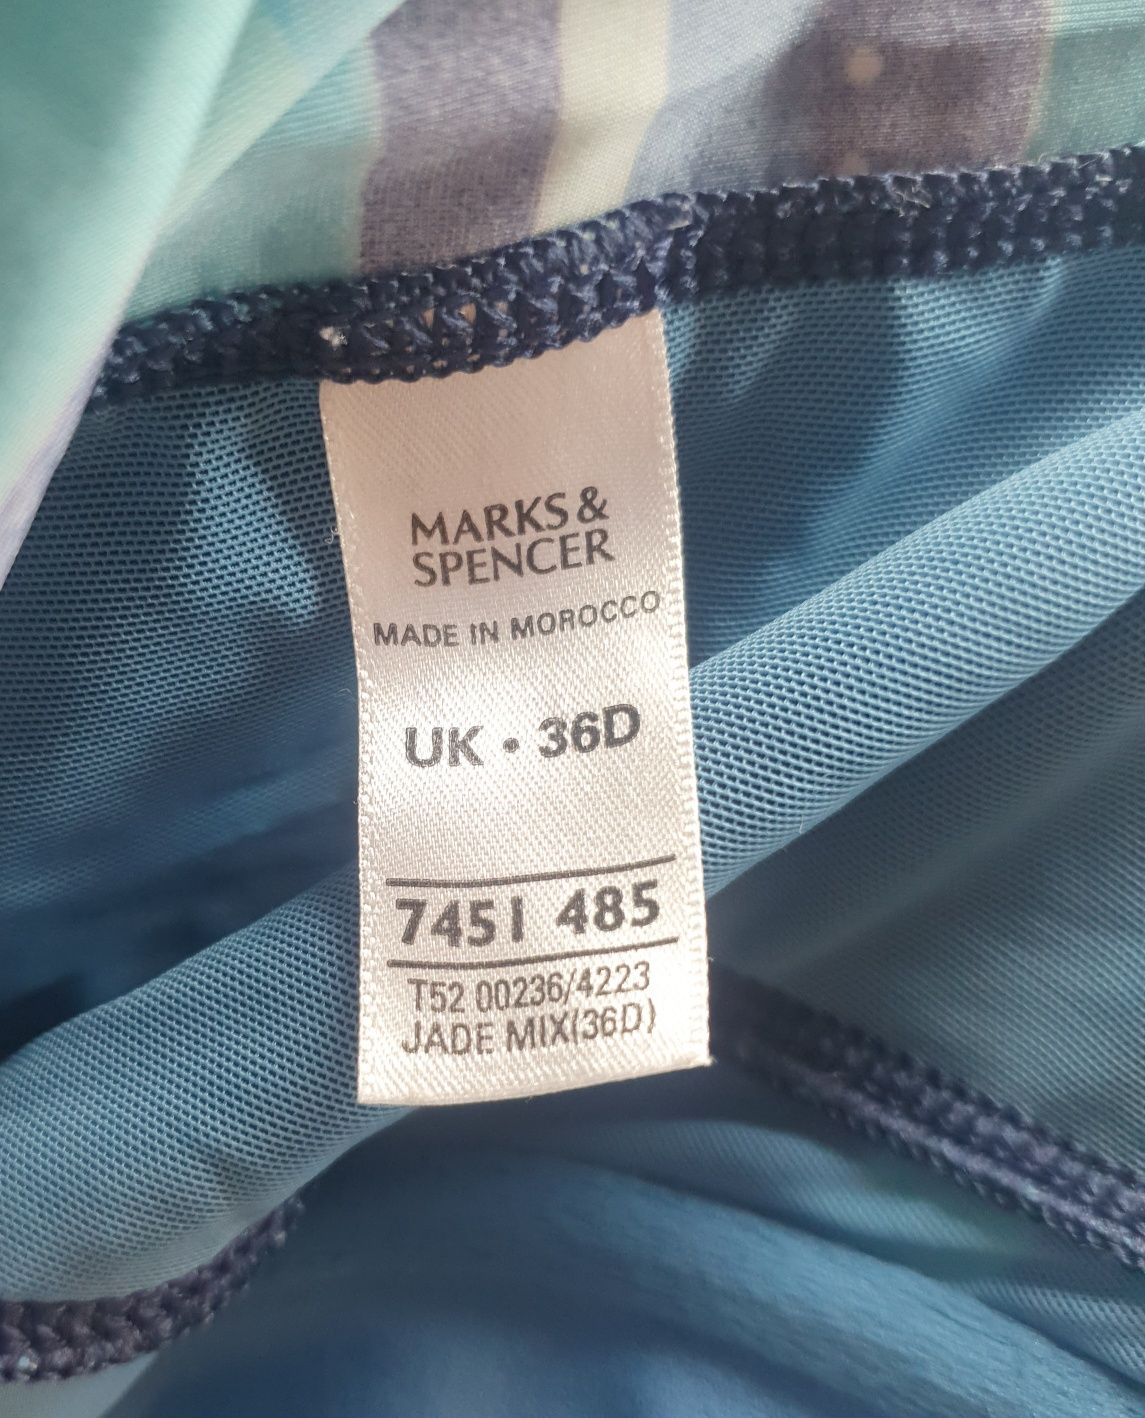 MARKS &
SPENCER
MADE IN MOROCCO
UK • 36D
7451 485
T52 00236/4223
JADE MIX(36D)